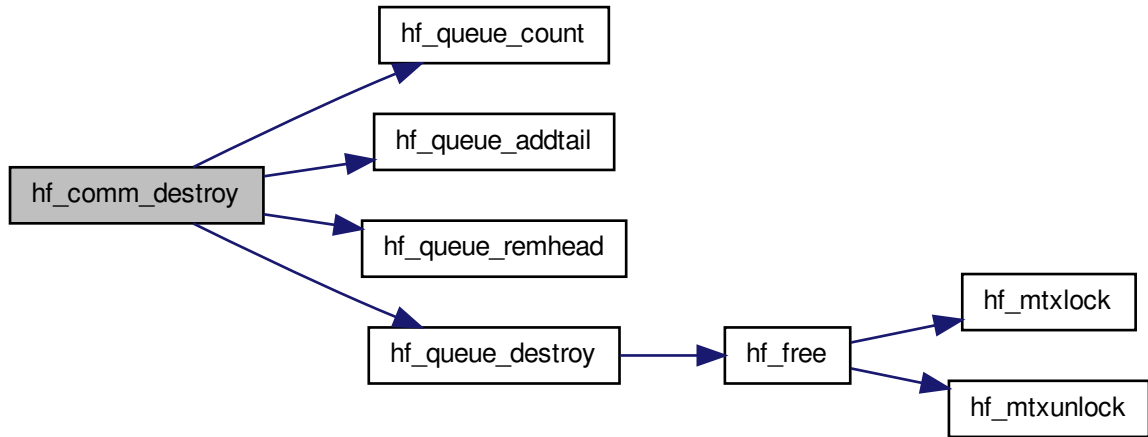 hf_queue_count
hf_queue_addtail
hf_comm_destroy
hf_queue_remhead
hf_mtxlock
hf_queue_destroy
hf_free
hf_mtxunlock